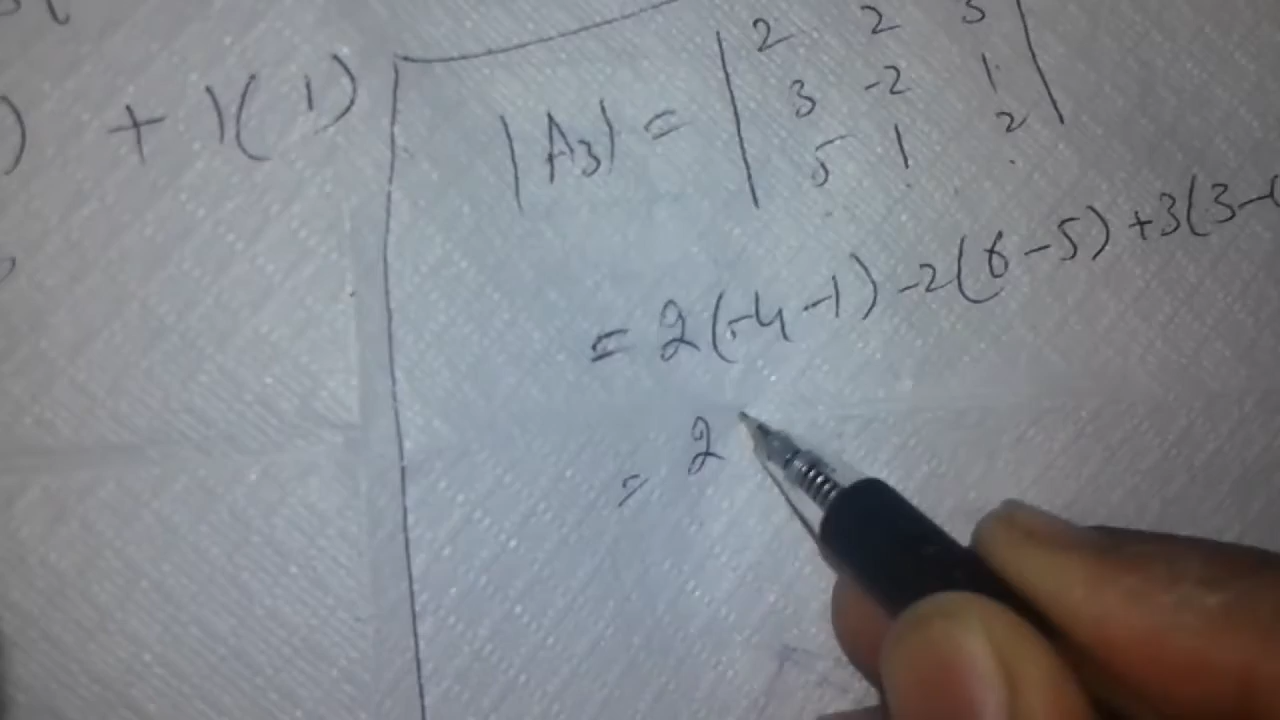 ) + 1(1)
|A3| = | 2 2 3
3 -2 1
5 1 2 |
= 2(-4-1) -2(6-5) +3(3-
= 2